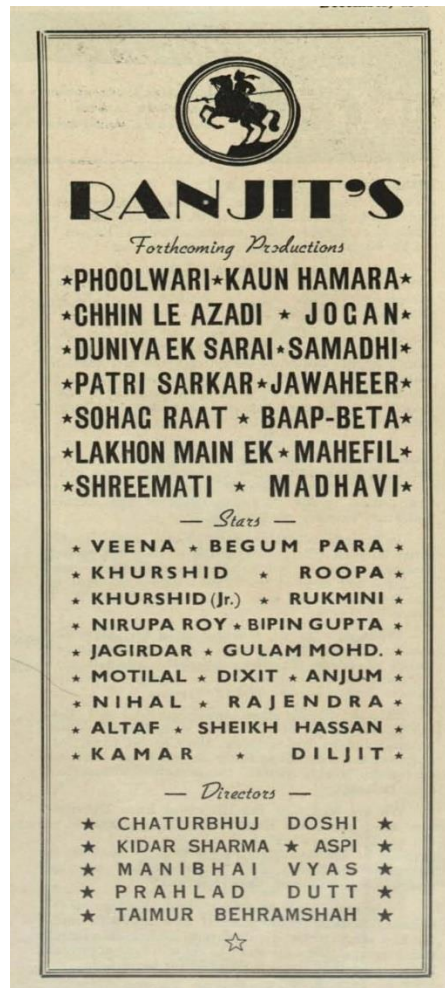 RANJIT'S
Forthcoming Productions
★PHOOLWARI★KAUN HAMARA★
★CHHIN LE AZADI ★ JOGAN★
★DUNIYA EK SARAI★SAMADHI★
★PATRI SARKAR★JAWAHEER★
★SOHAG RAAT ★ BAAP-BETA★
★LAKHON MAIN EK★MAHEFIL★
★SHREEMATI ★ MADHAVI★
— Stars —
★ VEENA ★ BEGUM PARA ★
★ KHURSHID ★ ROOPA ★
★ KHURSHID (Jr.) ★ RUKMINI ★
★ NIRUPA ROY ★ BIPIN GUPTA ★
★ JAGIRDAR ★ GULAM MOHD. ★
★ MOTILAL ★ DIXIT ★ ANJUM ★
★ NIHAL ★ RAJENDRA ★
★ ALTAF ★ SHEIKH HASSAN ★
★ KAMAR ★ DILJIT ★
— Directors —
★ CHATURBHUJ DOSHI ★
★ KIDAR SHARMA ★ ASPI ★
★ MANIBHAI VYAS ★
★ PRAHLAD DUTT ★
★ TAIMUR BEHRAMSHAH ★
☆